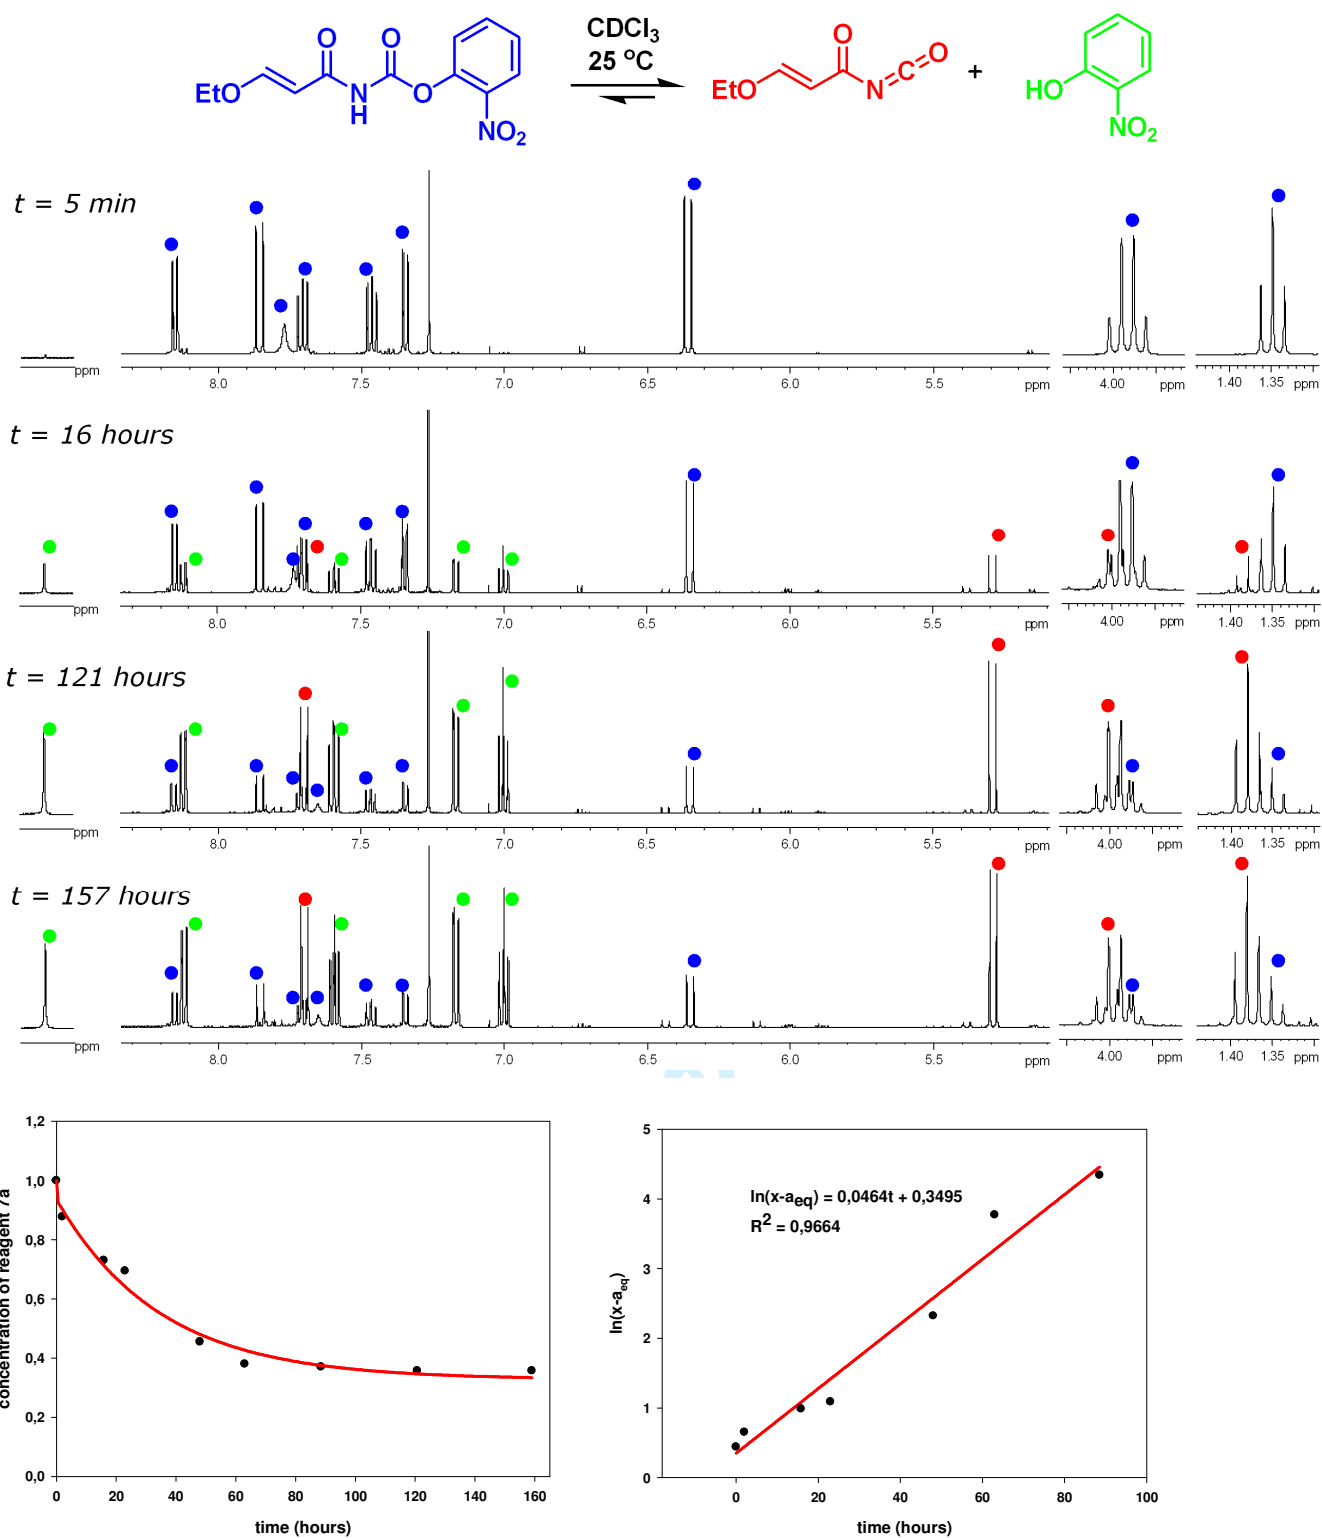 O O O O
CDCl3
25 °C
EtO N H O NO2
EtO N C
+
HO NO2
t = 5 min
ppm 8.0 7.5 7.0 6.5 6.0 5.5 ppm 4.00 ppm 1.40 1.35 ppm
t = 16 hours
ppm 8.0 7.5 7.0 6.5 6.0 5.5 ppm 4.00 ppm 1.40 1.35 ppm
t = 121 hours
ppm 8.0 7.5 7.0 6.5 6.0 5.5 ppm 4.00 ppm 1.40 1.35 ppm
t = 157 hours
ppm 8.0 7.5 7.0 6.5 6.0 5.5 ppm 4.00 ppm 1.40 1.35 ppm
concentration of reagent 7a
1,2
1,0
0,8
0,6
0,4
0,2
0,0
0 20 40 60 80 100 120 140 160
time (hours)
ln(x-aeq)
5
4
3
2
1
0
ln(x-aeq) = 0,0464t + 0,3495
R2 = 0,9664
0 20 40 60 80 100
time (hours)